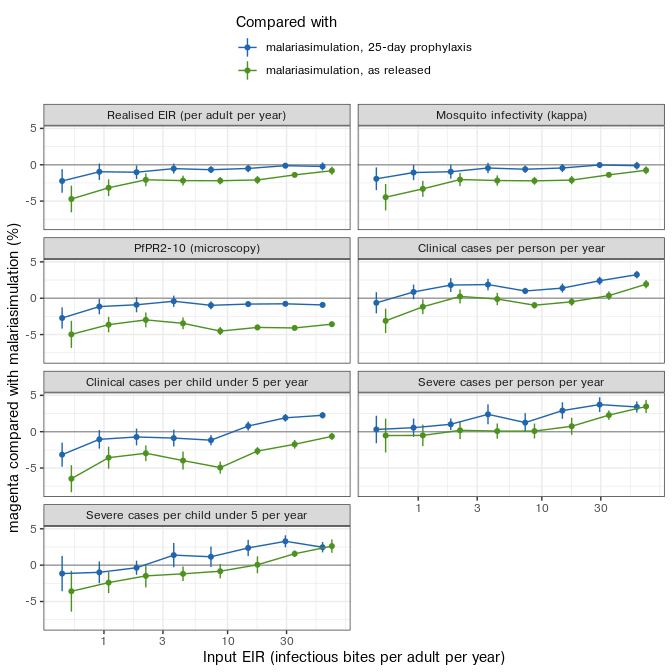 Compared with
malariasimulation, 25-day prophylaxis
malariasimulation, as released
Realised EIR (per adult per year)
Mosquito infectivity (kappa)
5
0
-5
PfPR2-10 (microscopy)
Clinical cases per person per year
5
0
-5
Clinical cases per child under 5 per year
Severe cases per person per year
5
0
-5
1 3 10 30
Severe cases per child under 5 per year
5
0
-5
1 3 10 30
Input EIR (infectious bites per adult per year)
magenta compared with malariasimulation (%)